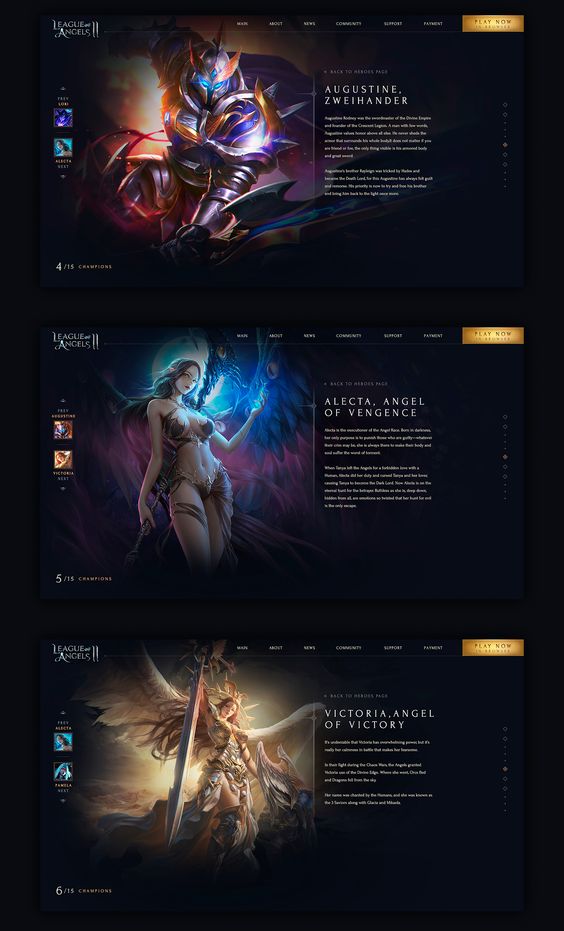 LEAGUE OF
ANGELS II
MAIN
ABOUT
NEWS
COMMUNITY
SUPPORT
PAYMENT
PLAY NOW
IN BROWSER
PREV
LOKI
ALECTA
NEXT
BACK TO HEROES PAGE
AUGUSTINE,
ZWEIHANDER
Augustine Rodney was the swordmaster of the Divine Empire
and founder of the Crescent Legion. A man with few words,
Augustine values honor above all else. He never sheds the
armor that surrounds his whole body.It does not matter if you
are friend or foe, the only thing visible is his armored body
and great sword
Augustine's brother Rayleign was tricked by Hades and
became the Death Lord, for this Augustine has always felt guilt
and remorse. His priority is now to try and free his brother
and bring him back to the light once more.
4/15 CHAMPIONS
LEAGUE OF
ANGELS II
MAIN
ABOUT
NEWS
COMMUNITY
SUPPORT
PAYMENT
PLAY NOW
IN BROWSER
PREV
AUGUSTINE
VICTORIA
NEXT
BACK TO HEROES PAGE
ALECTA, ANGEL
OF VENGENCE
Alecta is the executioner of the Angel Race. Born in darkness,
her only purpose is to punish those who are guilty—whatever
their crime may be, she is always there to make their body and
soul suffer the worst of torment.
When Tanya left the Angels for a forbidden love with a
Human, Alecta did her duty and cursed Tanya and her lover,
causing Tanya to become the Dark Lord. Now Alecta is on the
eternal hunt for the betrayer. Ruthless as she is, deep down,
hidden from all, are emotions so twisted that her hunt for evil
is the only escape.
5/15 CHAMPIONS
LEAGUE OF
ANGELS II
MAIN
ABOUT
NEWS
COMMUNITY
SUPPORT
PAYMENT
PLAY NOW
IN BROWSER
PREV
ALECTA
PAMELA
NEXT
BACK TO HEROES PAGE
VICTORIA,ANGEL
OF VICTORY
It's undeniable that Victoria has overwhelming power, but it's
really her calmness in battle that makes her fearsome.
In their fight during the Chaos Wars, the Angels granted
Victoria use of the Divine Edge. Where she went, Orcs fled
and Dragons fell from the sky.
Her name was chanted by the Humans, and she was known as
the 3 Saviors along with Glacia and Mikaela.
6/15 CHAMPIONS